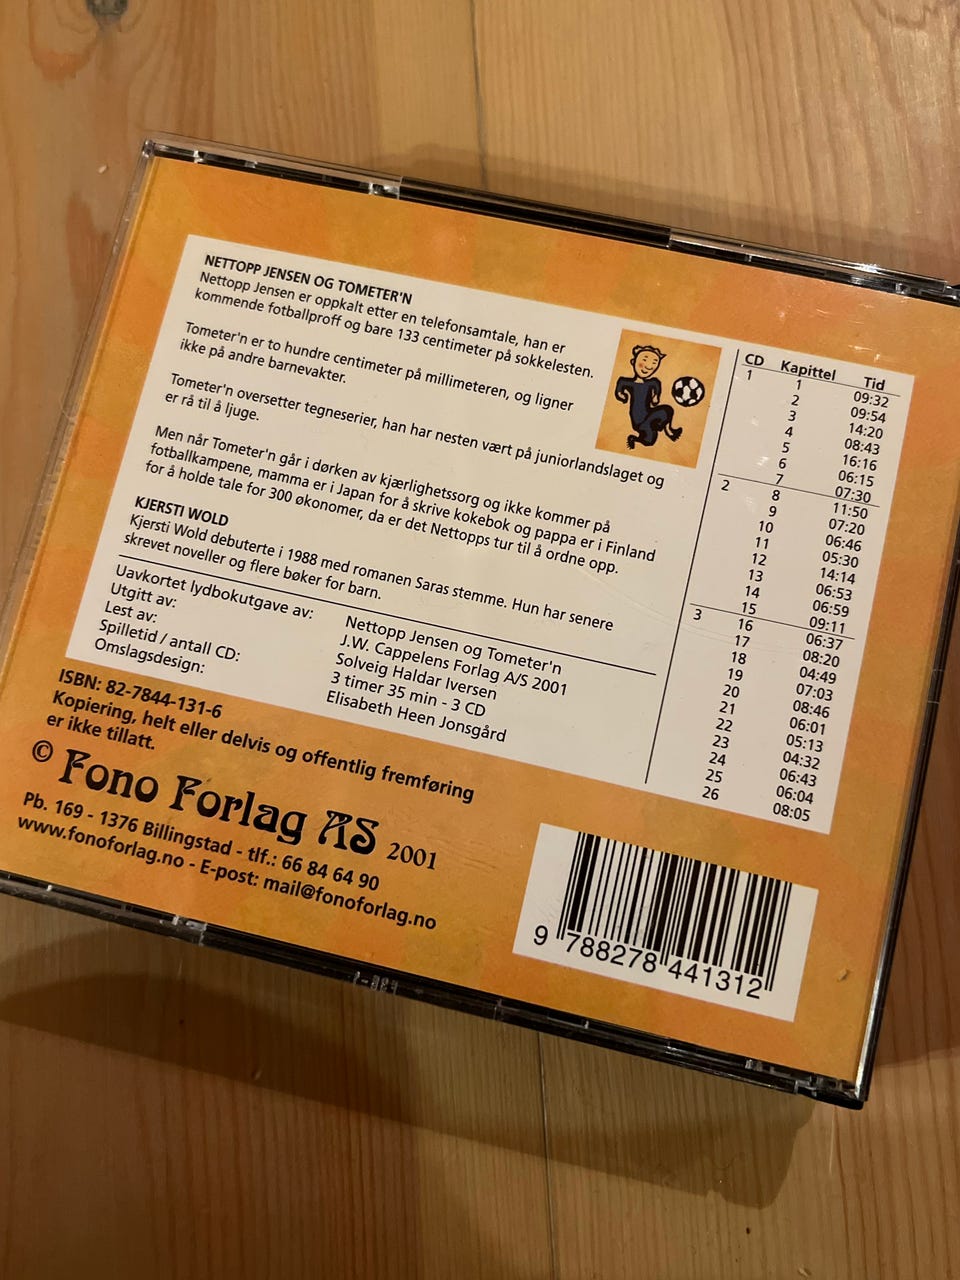 NETTOPP JENSEN OG TOMETER'N
Nettopp Jensen er oppkalt etter en telefonsamtale, han er
kommende fotballproff og bare 133 centimeter på sokkelesten.
Tometer'n er to hundre centimeter på millimeteren, og ligner
ikke på andre barnevakter.
Tometer'n oversetter tegneserier, han har nesten vært på juniorlandslaget og
er rå til å ljuge.
Men når Tometer'n går i dørken av kjærlighetssorg og ikke kommer på
fotballkampene, mamma er i Japan for å skrive kokebok og pappa er i Finland
for å holde tale for 300 økonomer, da er det Nettopps tur til å ordne opp.
KJERSTI WOLD
Kjersti Wold debuterte i 1988 med romanen Saras stemme. Hun har senere
skrevet noveller og flere bøker for barn.
Uavkortet lydbokutgave av: Nettopp Jensen og Tometer'n
Utgitt av: J.W. Cappelens Forlag A/S 2001
Lest av: Solveig Haldar Iversen
Spilletid / antall CD: 3 timer 35 min - 3 CD
Omslagsdesign: Elisabeth Heen Jonsgård
CD Kapittel Tid
1 1 09:32
2 09:54
3 14:20
4 08:43
5 16:16
6 06:15
7 07:30
2 8 11:50
9 07:20
10 06:46
11 05:30
12 14:14
13 06:53
14 06:59
15 09:11
3 16 06:37
17 08:20
18 04:49
19 07:03
20 08:46
21 06:01
22 05:13
23 04:32
24 06:43
25 06:04
26 08:05
ISBN: 82-7844-131-6
Kopiering, helt eller delvis og offentlig fremføring
er ikke tillatt.
© Fono Forlag AS 2001
Pb. 169 - 1376 Billingstad - tlf.: 66 84 64 90
www.fonoforlag.no - E-post: mail@fonoforlag.no
9 788278 441312